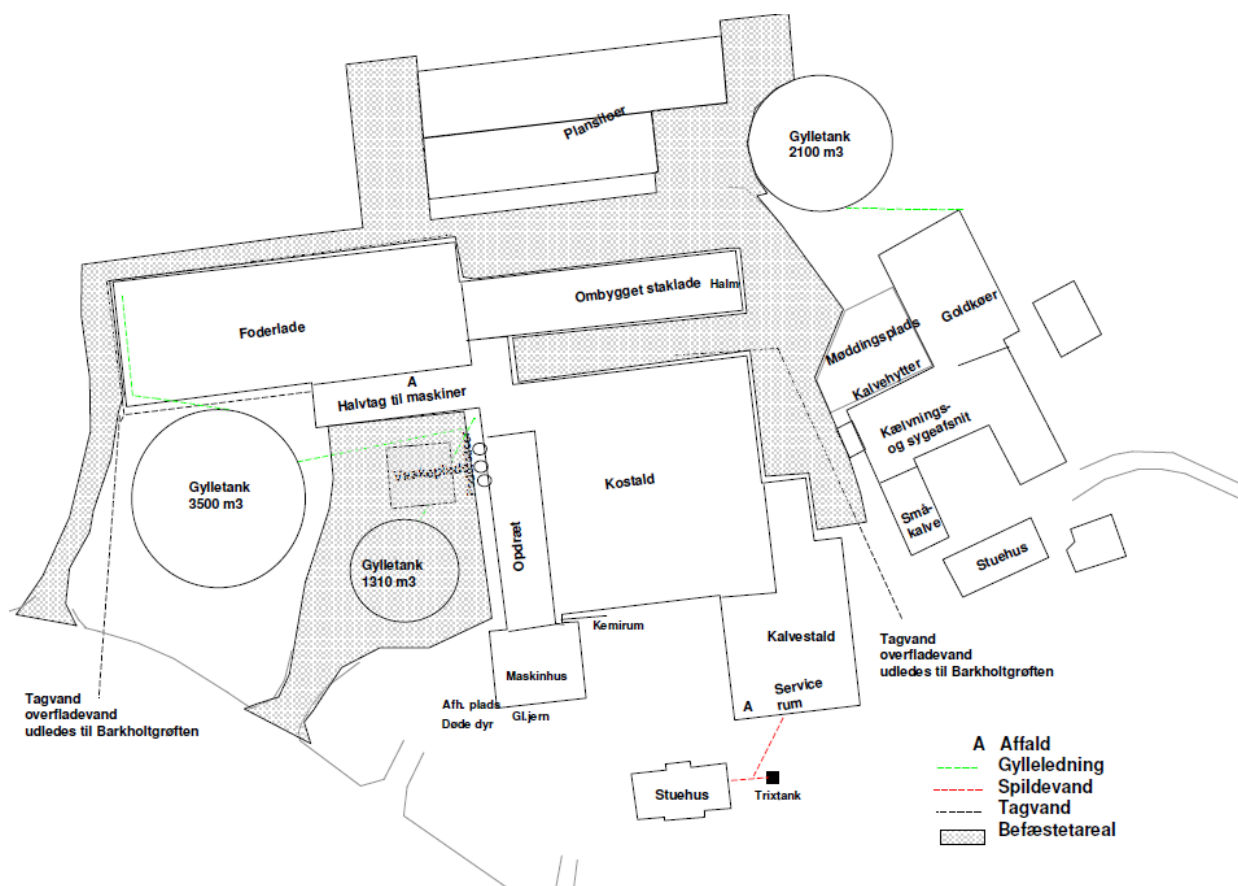 Plansiloer
Gylletank
2100 m3
Ombygget staklade
Halm
Foderlade
Goldkøer
Møddingsplads
A
Halvtag til maskiner
Kalvehytter
Kælvnings-
og sygeafsnit
Vaskeplads
Gylletank
3500 m3
Kostald
Små-
kalve
Opdræt
Stuehus
Gylletank
1310 m3
Kemirum
Kalvestald
Tagvand
overfladevand
udledes til Barkholtgrøften
Maskinhus
Service
rum
A
Afh. plads
Døde dyr
Gl.jern
Tagvand
overfladevand
udledes til Barkholtgrøften
Stuehus
Trixtank
A Affald
Gylleledning
Spildevand
Tagvand
Befæstetareal